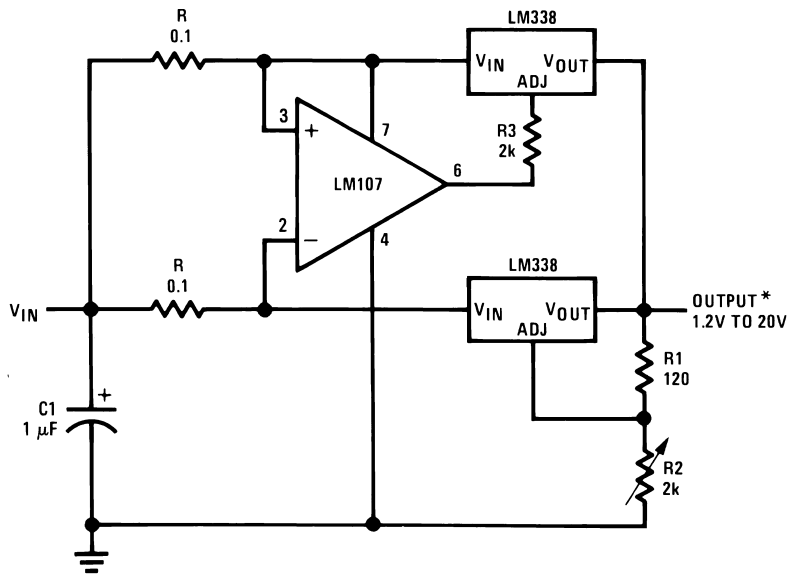 R
0.1
LM338
VIN
VOUT
ADJ
3
+
7
R3
2k
LM107
6
2
−
4
R
0.1
LM338
VIN
VIN
VOUT
ADJ
OUTPUT *
1.2V TO 20V
R1
120
C1
1 μF
+
R2
2k